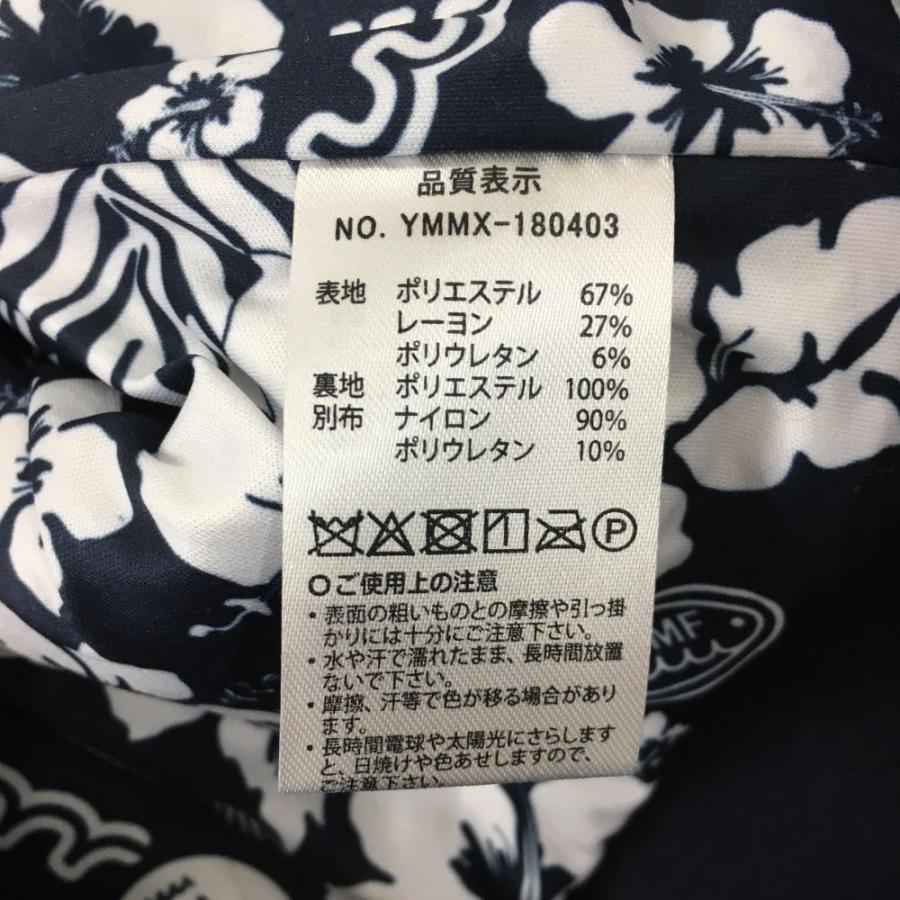 品質表示
NO. YMMX-180403
表地 ポリエステル 67%
レーヨン 27%
ポリウレタン 6%
裏地 ポリエステル 100%
別布 ナイロン 90%
ポリウレタン 10%
P
○ご使用上の注意
・表面の粗いものとの摩擦や引っ掛
かりには十分にご注意下さい。
・水や汗で濡れたまま、長時間放置
ないで下さい。
・摩擦、汗等で色が移る場合があり
ます。
・長時間電球や太陽光にさらします
と、日焼けや色あせしますので、
ご注意下さい。
MF